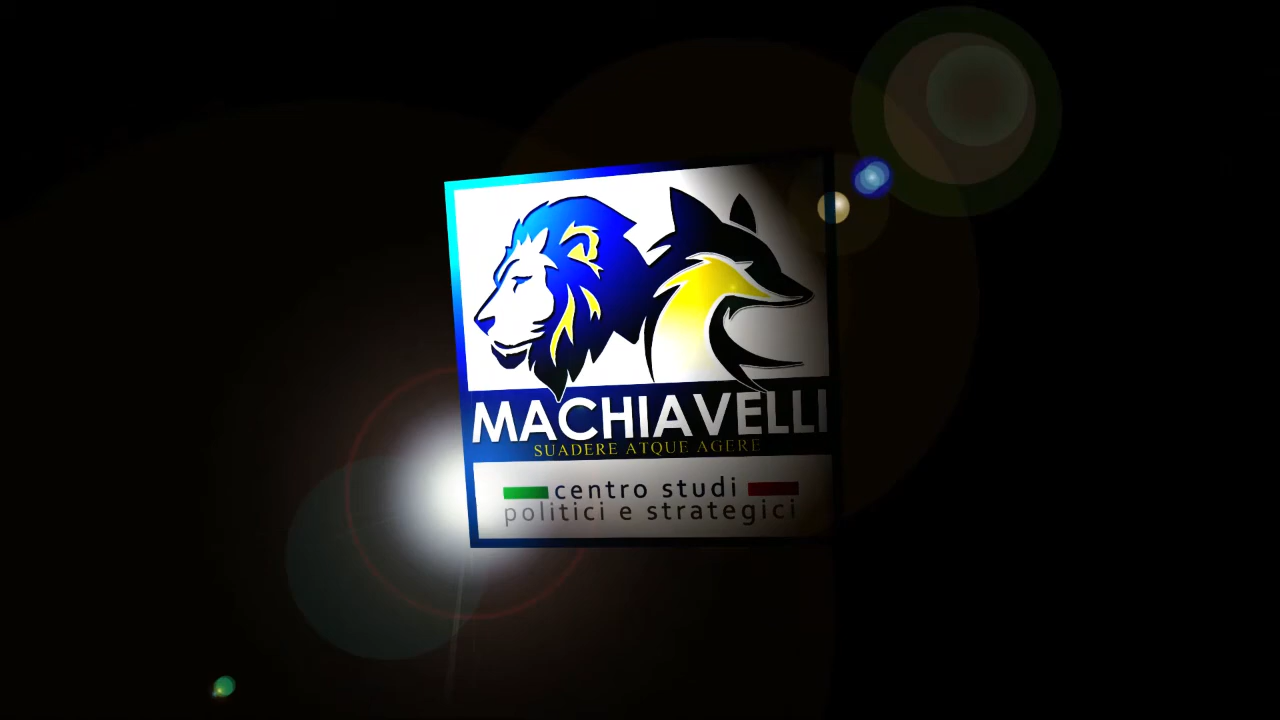 MACHIAVELLI
SUADERE ATQUE AGERE
centro studi
politici e strategici